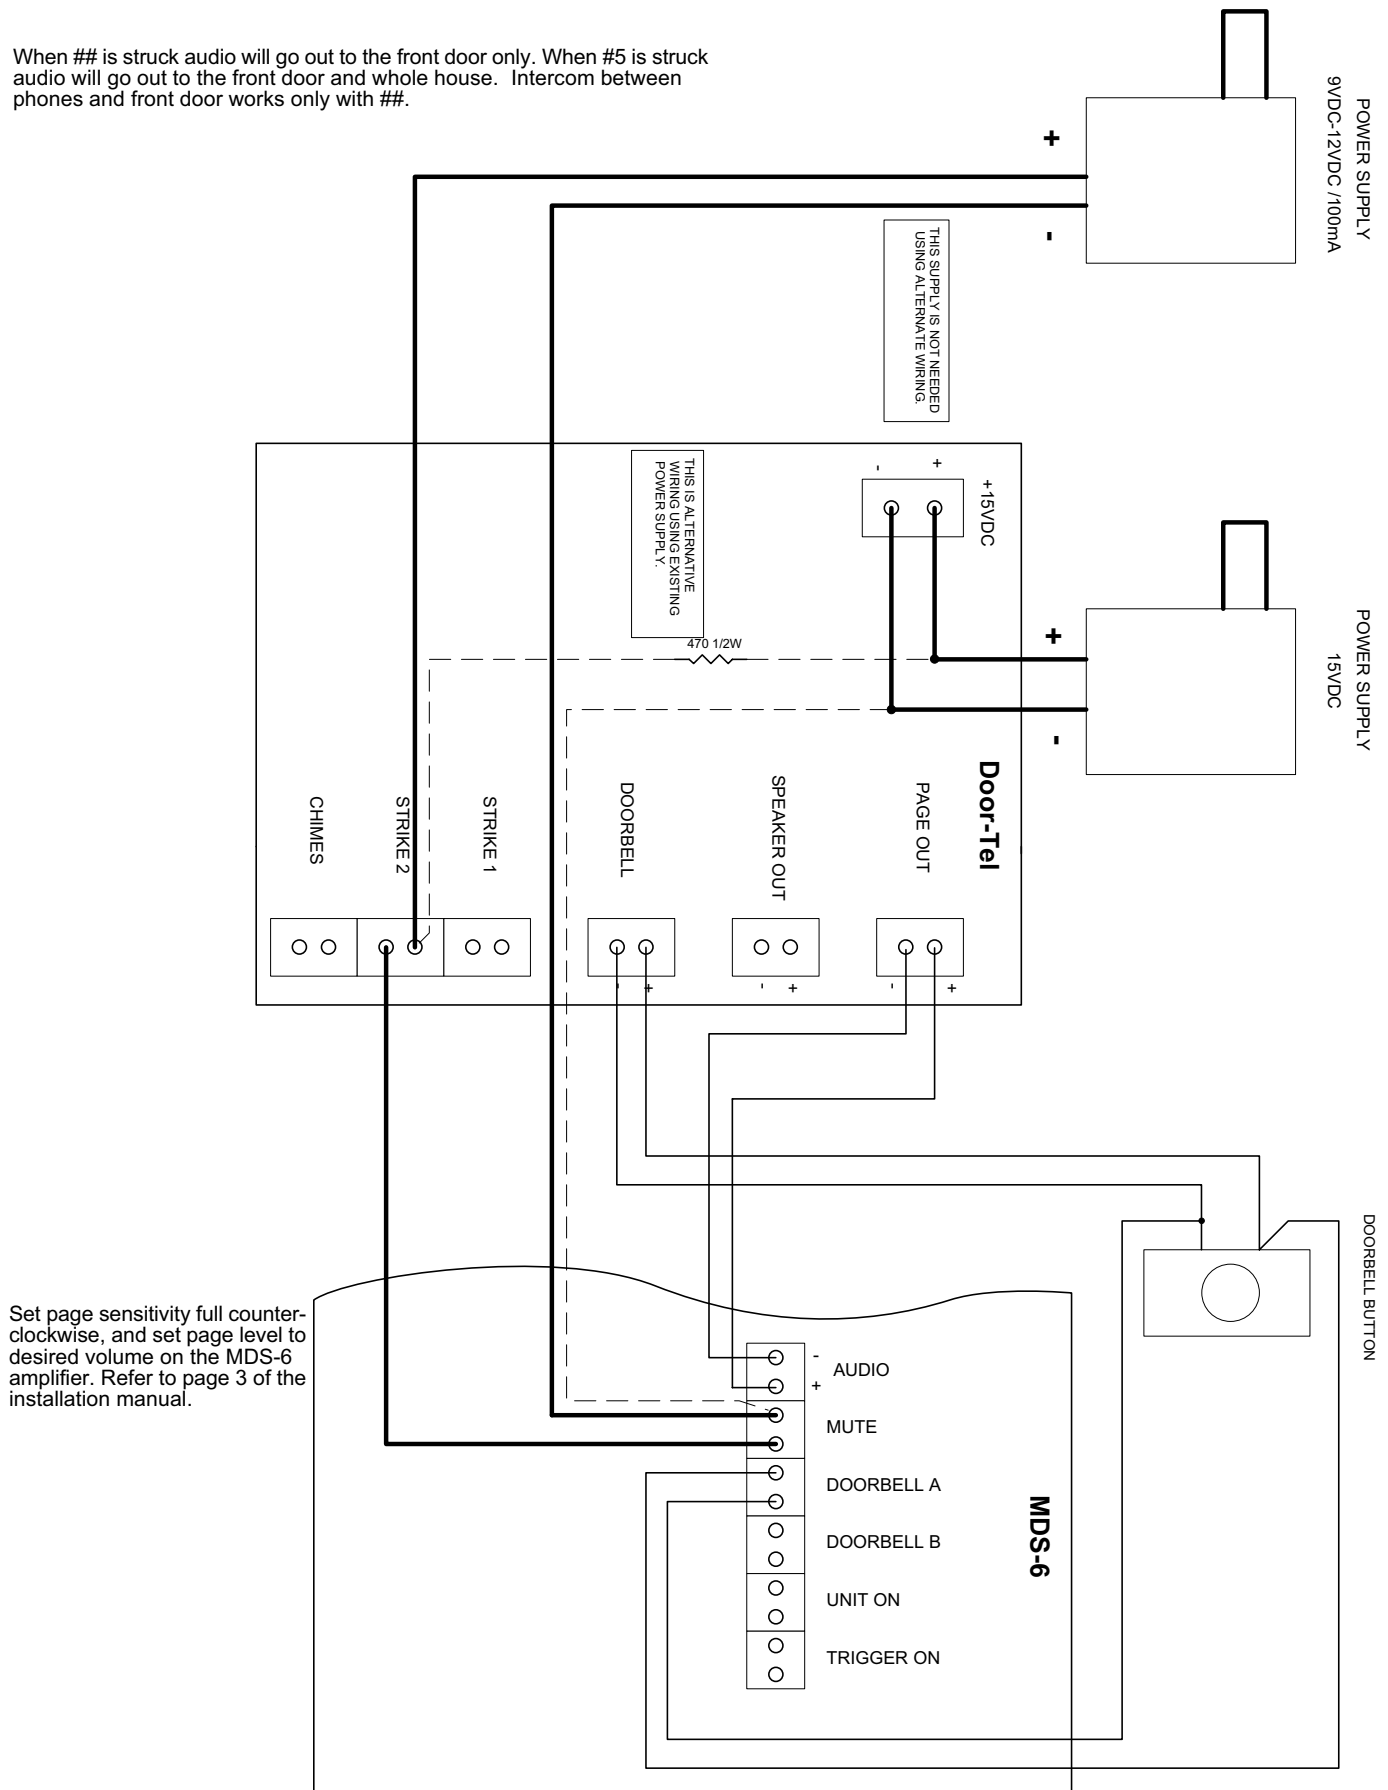 When ## is struck audio will go out to the front door only. When #5 is struck
audio will go out to the front door and whole house.  Intercom between
phones and front door works only with ##.
POWER SUPPLY
9VDC-12VDC /100mA
+
-
THIS SUPPLY IS NOT NEEDED
USING ALTERNATE WIRING.
THIS IS ALTERNATIVE
WIRING USING EXISTING
POWER SUPPLY.
- +
+15VDC
POWER SUPPLY
15VDC
+
-
470 1/2W
Door-Tel
CHIMES
STRIKE 2
STRIKE 1
DOORBELL
SPEAKER OUT
PAGE OUT
- +
- +
- +
DOORBELL BUTTON
Set page sensitivity full counter-
clockwise, and set page level to
desired volume on the MDS-6
amplifier. Refer to page 3 of the
installation manual.
-
AUDIO
+
MUTE
DOORBELL A
DOORBELL B
UNIT ON
TRIGGER ON
MDS-6